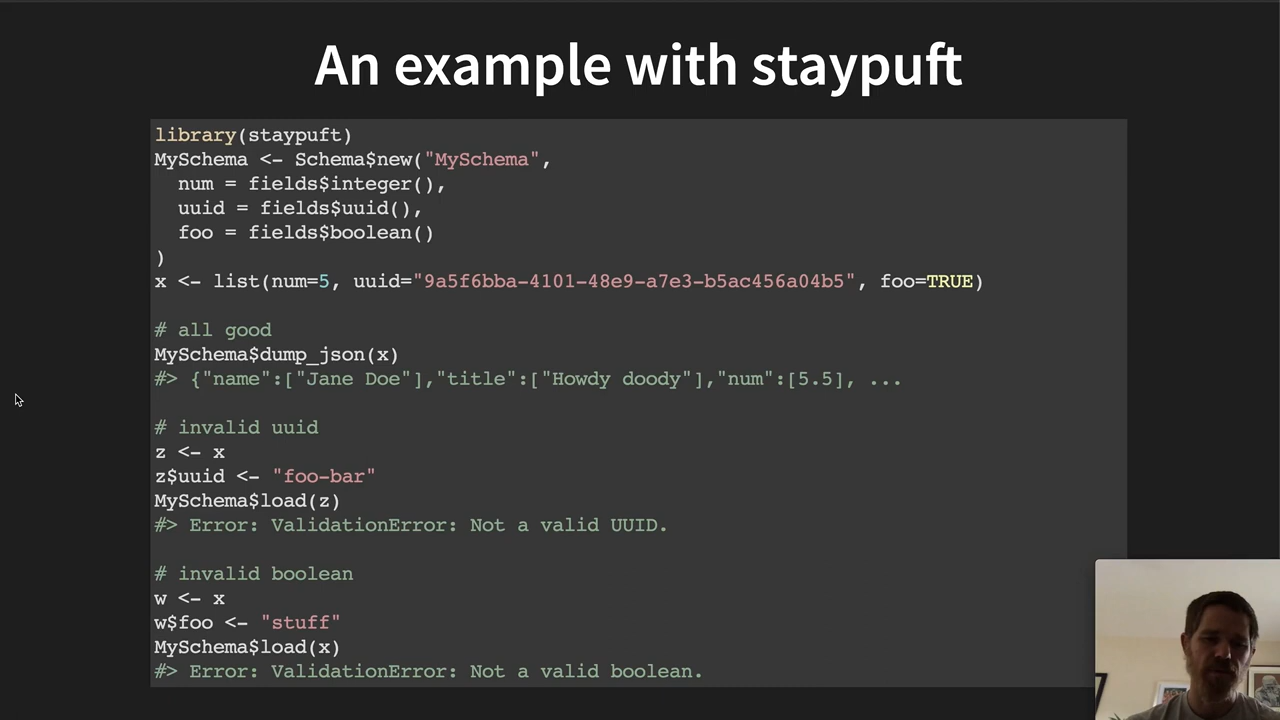 An example with staypuft
library(staypuft)
MySchema <- Schema$new("MySchema",
  num = fields$integer(),
  uuid = fields$uuid(),
  foo = fields$boolean()
)
x <- list(num=5, uuid="9a5f6bba-4101-48e9-a7e3-b5ac456a04b5", foo=TRUE)
# all good
MySchema$dump_json(x)
#> {"name":["Jane Doe"],"title":["Howdy doody"],"num":[5.5], ...
# invalid uuid
z <- x
z$uuid <- "foo-bar"
MySchema$load(z)
#> Error: ValidationError: Not a valid UUID.
# invalid boolean
w <- x
w$foo <- "stuff"
MySchema$load(x)
#> Error: ValidationError: Not a valid boolean.